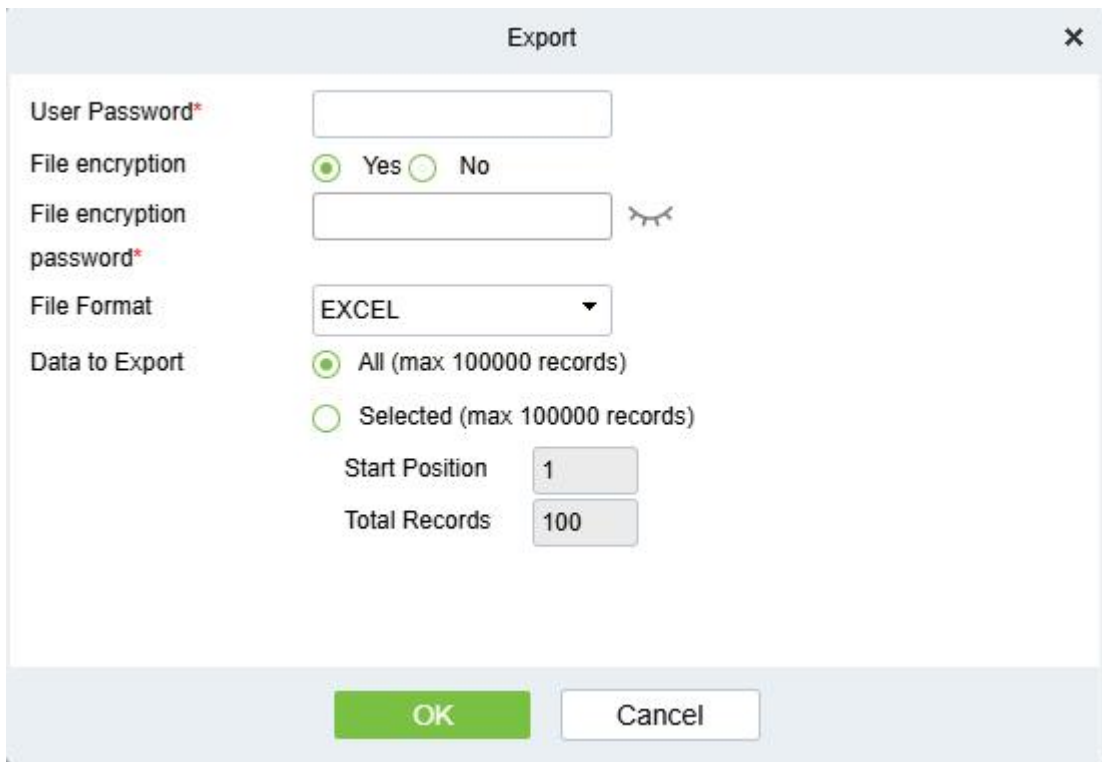 Export
User Password*
File encryption Yes No
File encryption
password*
File Format EXCEL
Data to Export All (max 100000 records)
Selected (max 100000 records)
Start Position 1
Total Records 100
OK Cancel